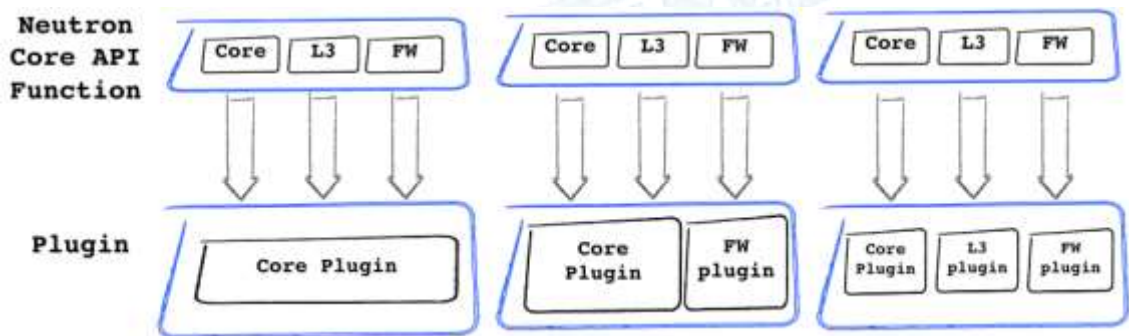 Neutron
Core API
Function
Core L3 FW
Core L3 FW
Core L3 FW
Plugin
Core Plugin
Core
Plugin
FW
plugin
Core
Plugin
L3
plugin
FW
plugin